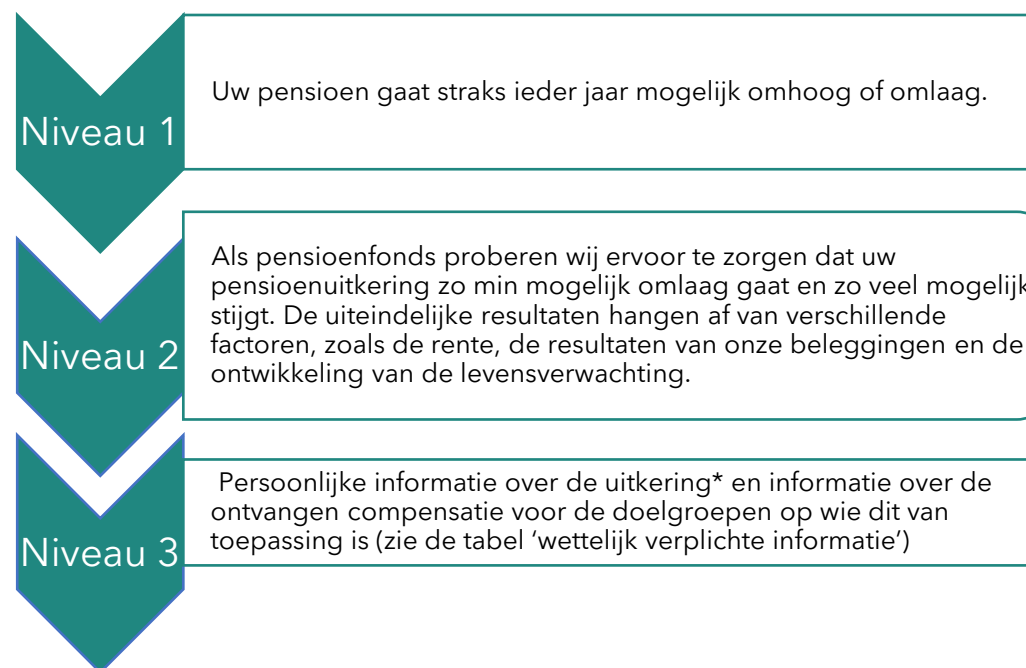 Niveau 1
Uw pensioen gaat straks ieder jaar mogelijk omhoog of omlaag.
Niveau 2
Als pensioenfonds proberen wij ervoor te zorgen dat uw
pensioenuitkering zo min mogelijk omlaag gaat en zo veel mogelijk
stijgt. De uiteindelijke resultaten hangen af van verschillende
factoren, zoals de rente, de resultaten van onze beleggingen en de
ontwikkeling van de levensverwachting.
Niveau 3
Persoonlijke informatie over de uitkering* en informatie over de
ontvangen compensatie voor de doelgroepen op wie dit van
toepassing is (zie de tabel ‘wettelijk verplichte informatie’)